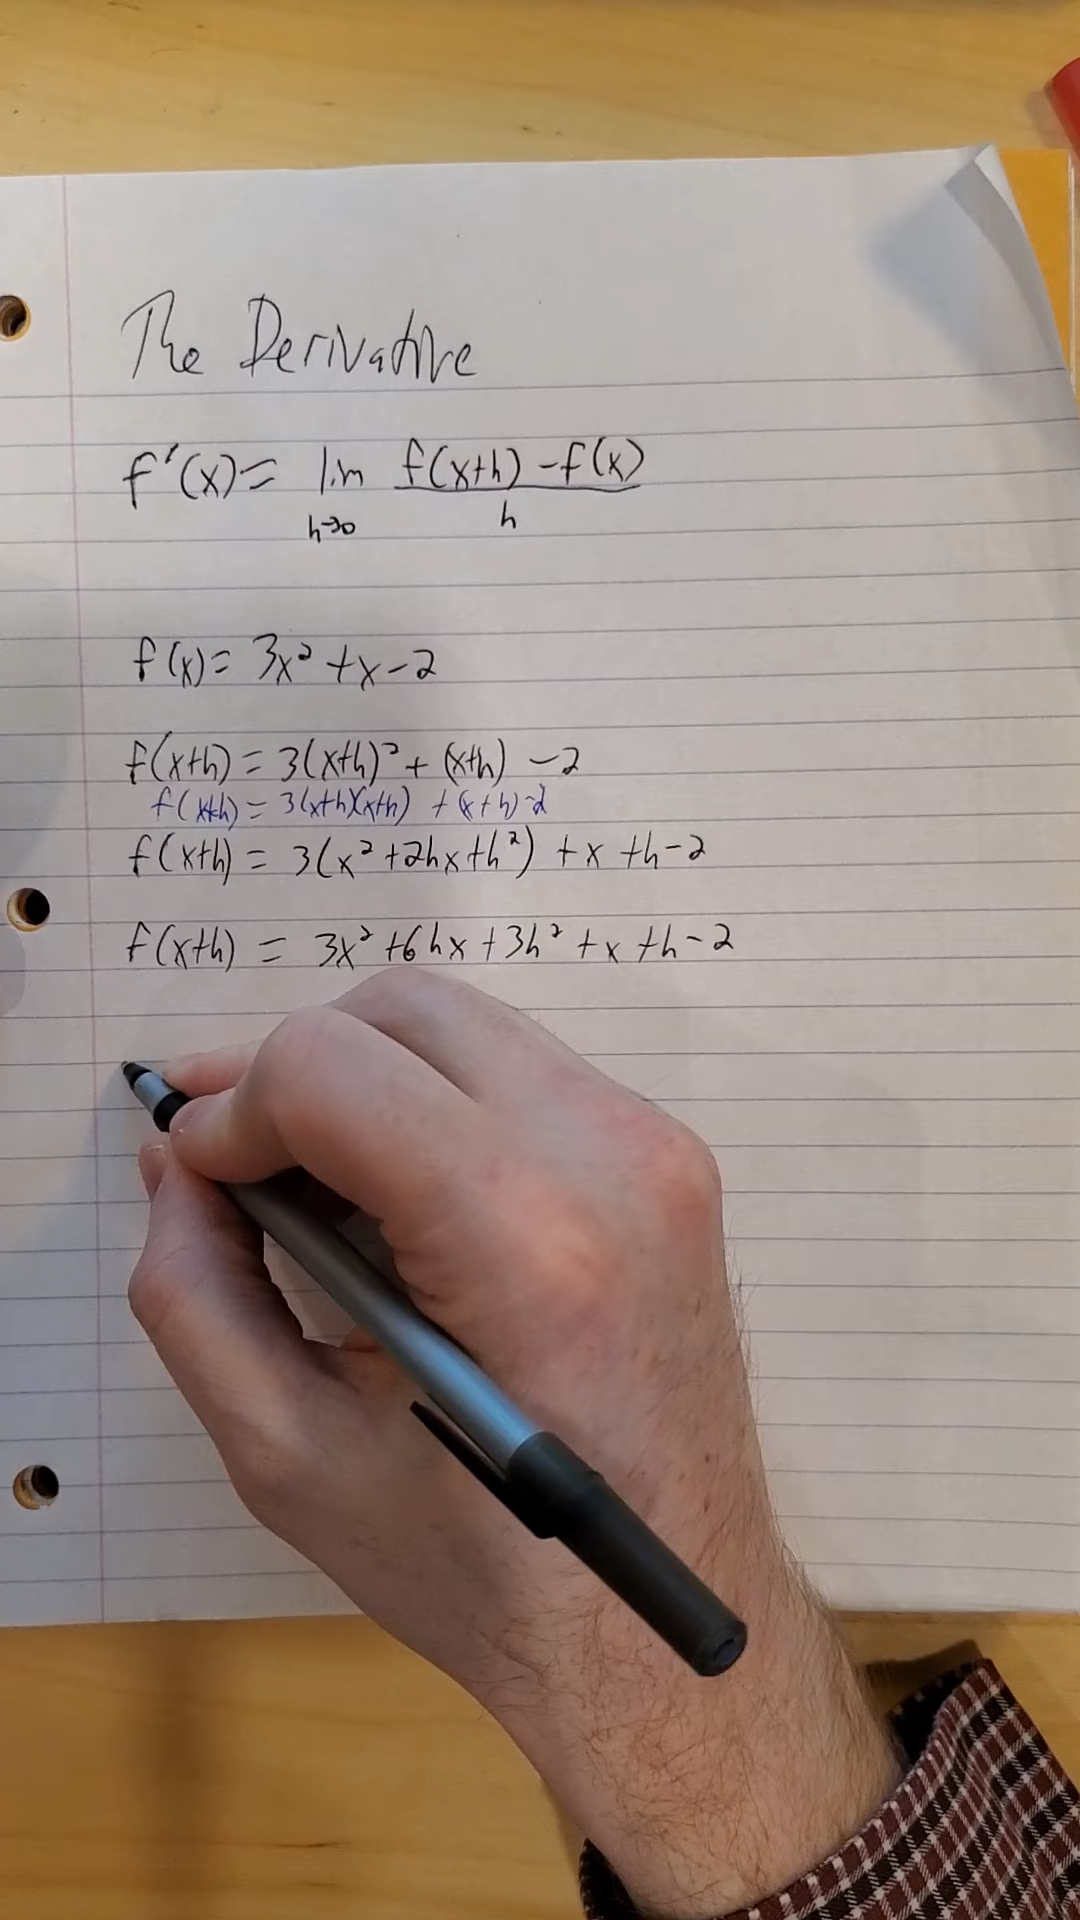 The Derivative
f'(x)= lim f(x+h)-f(x)
h→0 h
f(x)= 3x² +x-2
f(x+h) = 3(x+h)² + (x+h) -2
f(x+h) = 3(x+h)(x+h) + (x+h)-2
f(x+h) = 3(x² +2hx+h²) +x +h-2
f(x+h) = 3x² +6hx +3h² +x +h-2